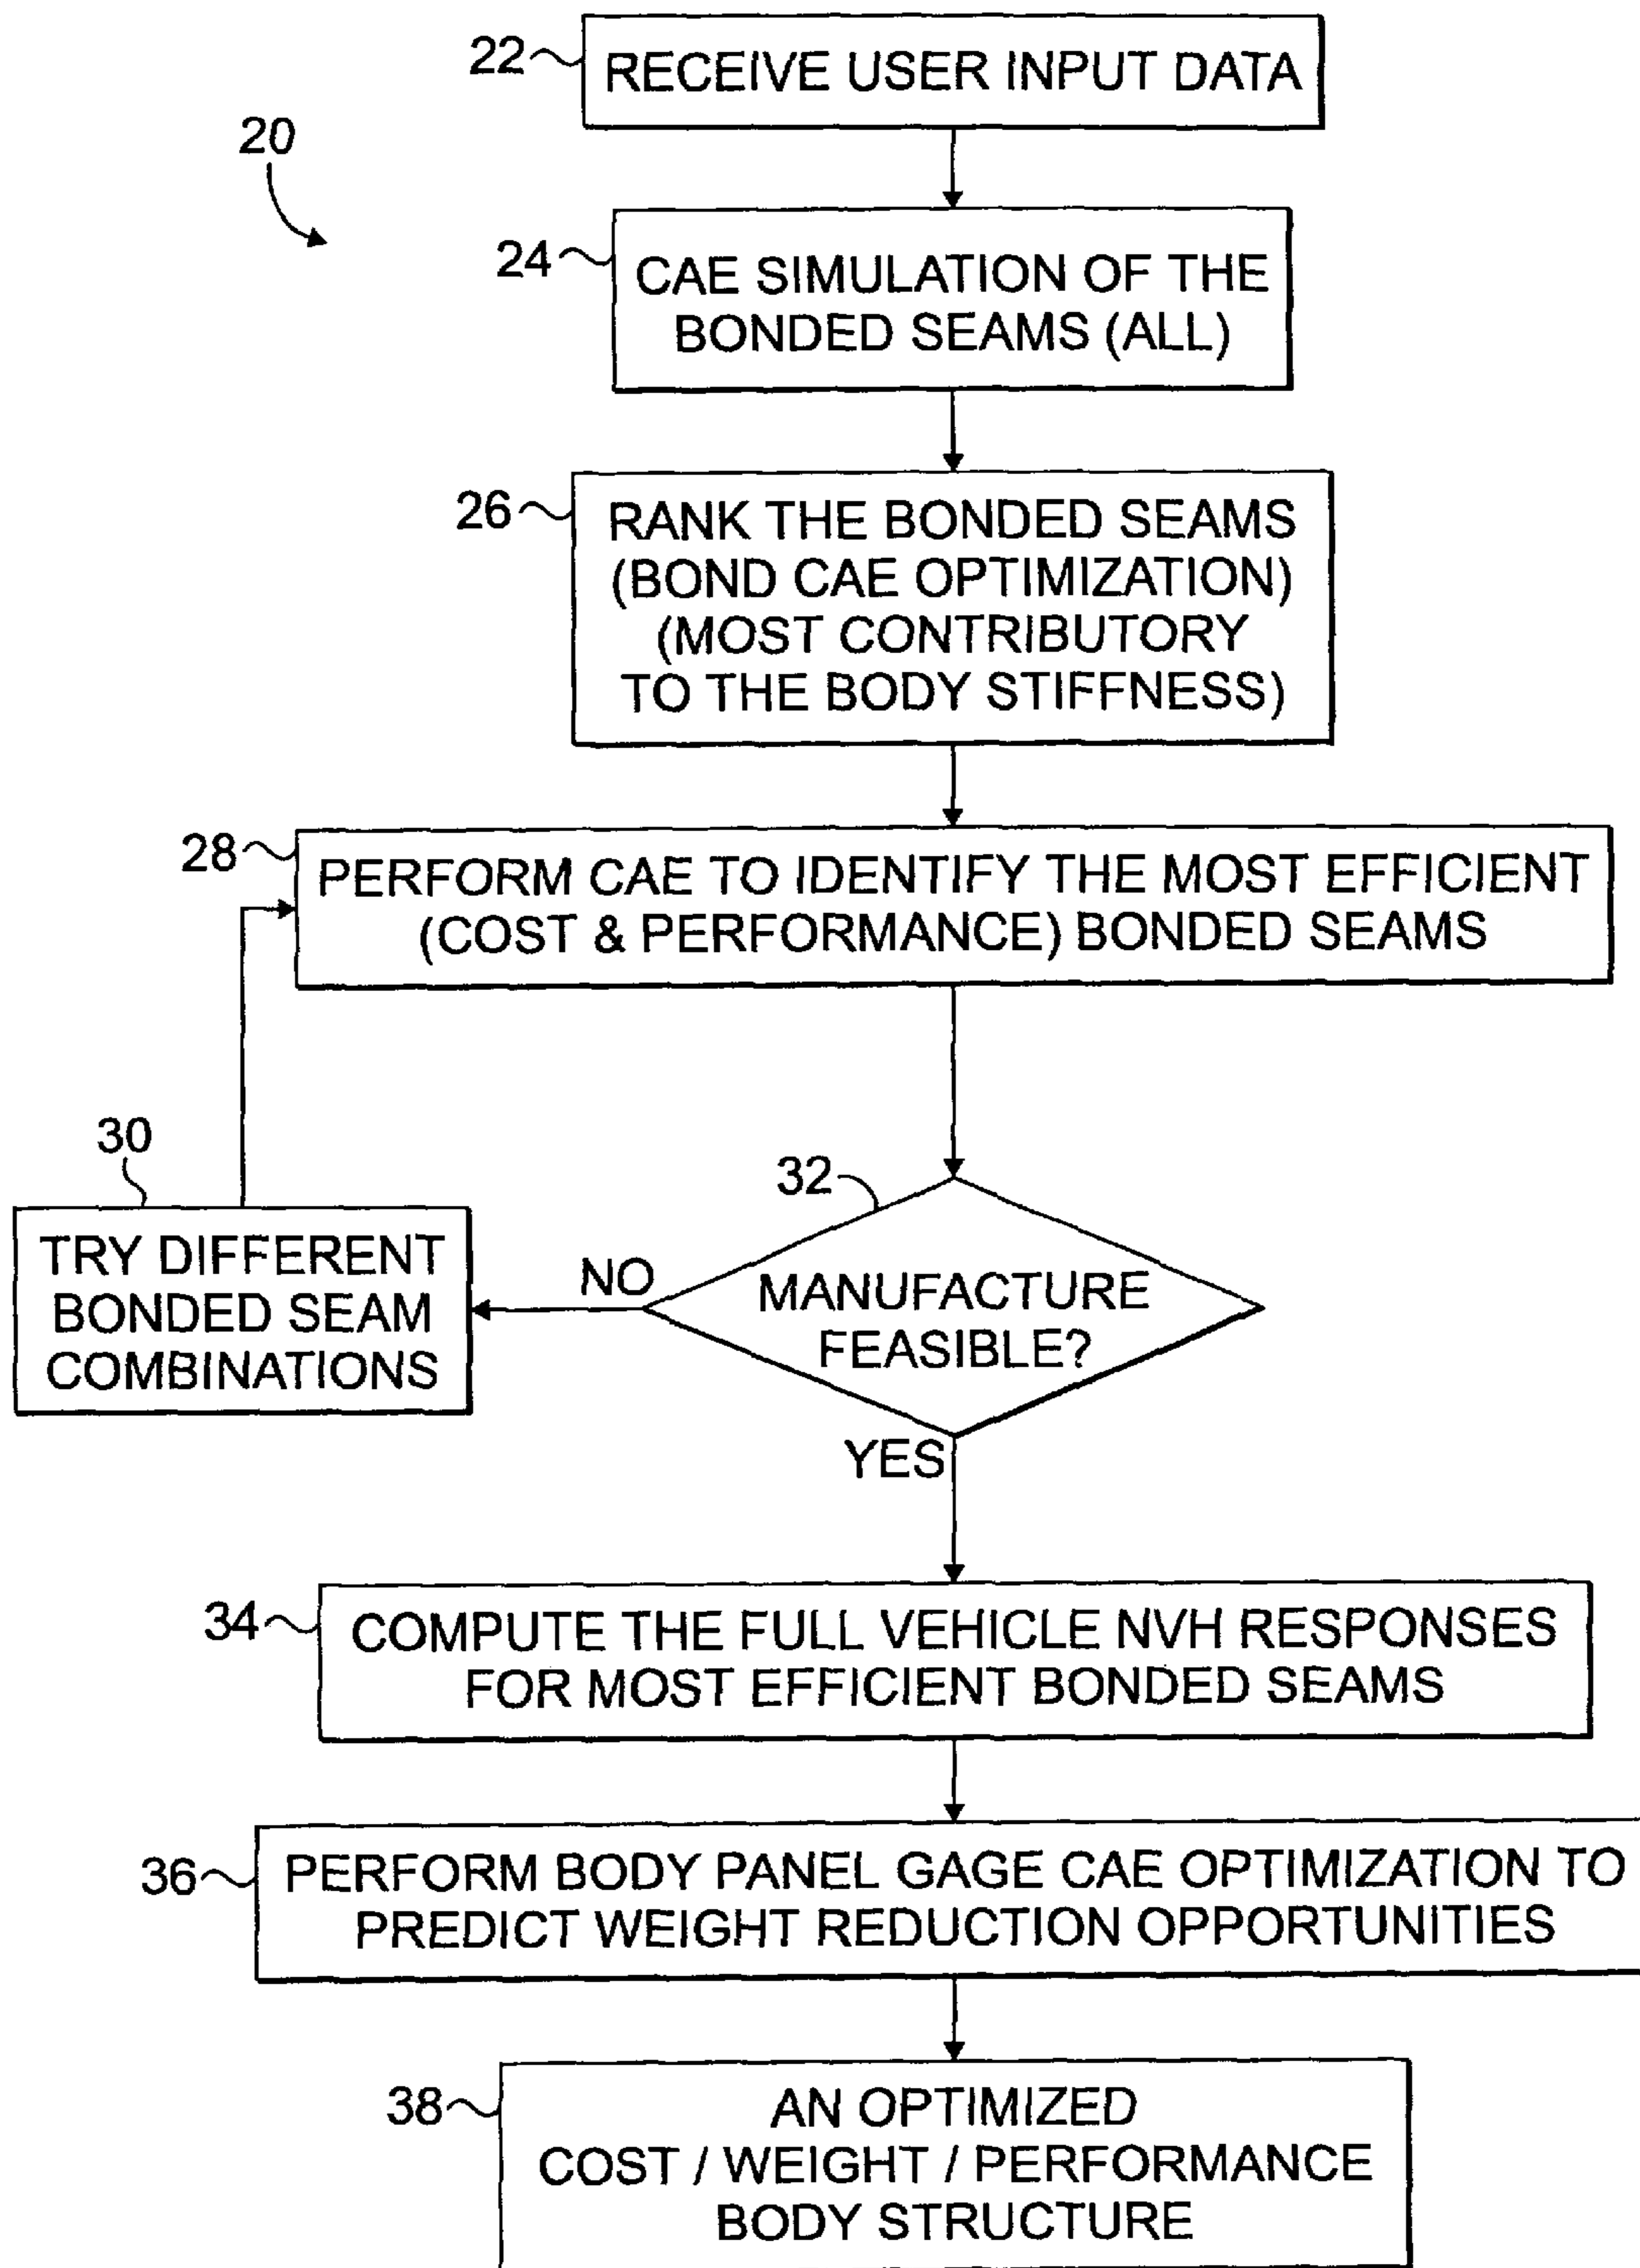 22
RECEIVE USER INPUT DATA
20
24
CAE SIMULATION OF THE
BONDED SEAMS (ALL)
26
RANK THE BONDED SEAMS
(BOND CAE OPTIMIZATION)
(MOST CONTRIBUTORY
TO THE BODY STIFFNESS)
28
PERFORM CAE TO IDENTIFY THE MOST EFFICIENT
(COST & PERFORMANCE) BONDED SEAMS
30
TRY DIFFERENT
BONDED SEAM
COMBINATIONS
32
NO
MANUFACTURE
FEASIBLE?
YES
34
COMPUTE THE FULL VEHICLE NVH RESPONSES
FOR MOST EFFICIENT BONDED SEAMS
36
PERFORM BODY PANEL GAGE CAE OPTIMIZATION TO
PREDICT WEIGHT REDUCTION OPPORTUNITIES
38
AN OPTIMIZED
COST / WEIGHT / PERFORMANCE
BODY STRUCTURE